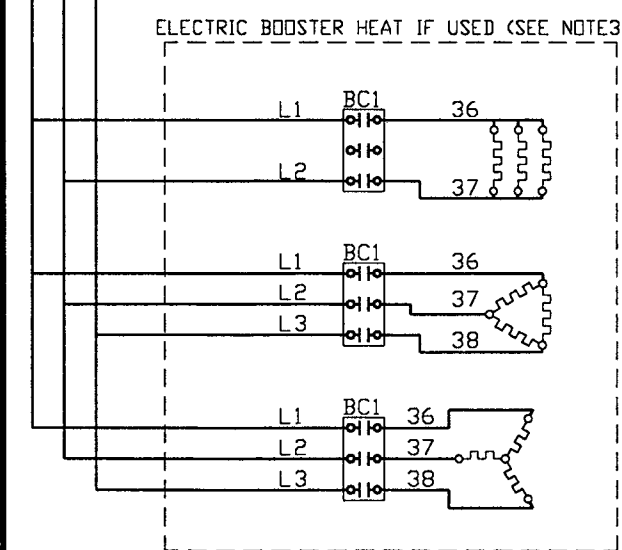 ELECTRIC BOOSTER HEAT IF USED (SEE NOTE3
L1 BC1 36
L2 37
L1 BC1 36
L2 37
L3 38
L1 BC1 36
L2 37
L3 38